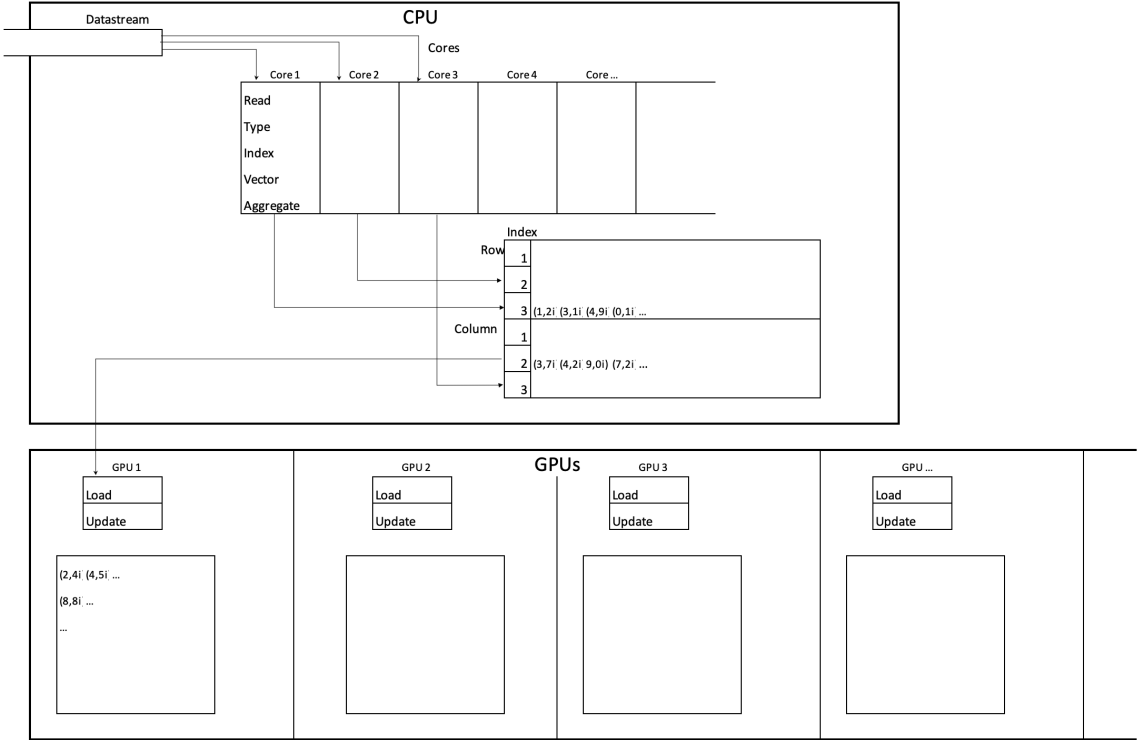 CPU
Datastream
Cores
Core 1 Core 2 Core 3 Core 4 Core ...
Read
Type
Index
Vector
Aggregate
Index
Row
1
2
3 (1,2i (3,1i (4,9i (0,1i ...
Column
1
2 (3,7i (4,2i 9,0i) (7,2i ...
3
GPUs
GPU 1 GPU 2 GPU 3 GPU ...
Load Load Load Load
Update Update Update Update
(2,4i (4,5i ...
(8,8i ...
...